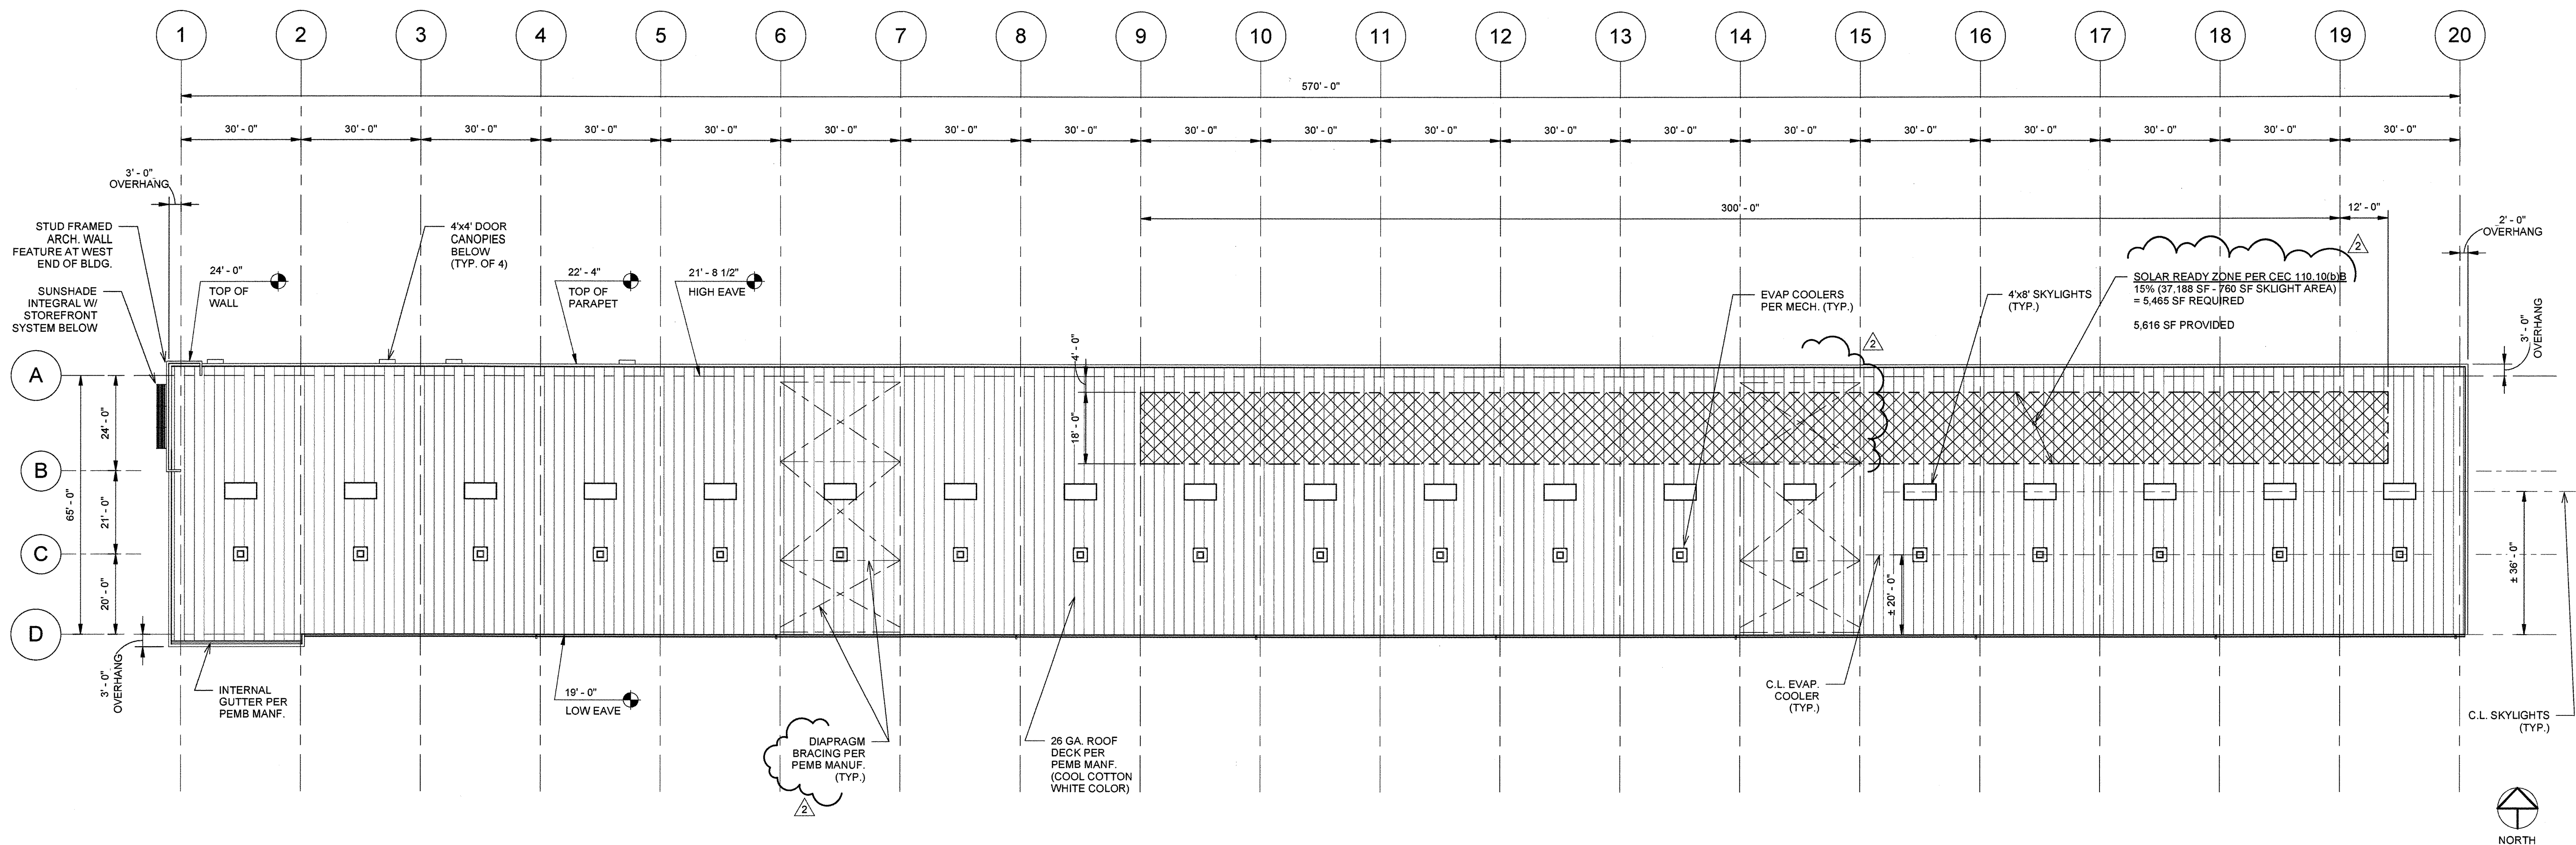 1 2 3 4 5 6 7 8 9 10 11 12 13 14 15 16 17 18 19 20
570' - 0"
30' - 0" 30' - 0" 30' - 0" 30' - 0" 30' - 0" 30' - 0" 30' - 0" 30' - 0" 30' - 0" 30' - 0" 30' - 0" 30' - 0" 30' - 0" 30' - 0" 30' - 0" 30' - 0" 30' - 0" 30' - 0" 30' - 0"
3' - 0"
OVERHANG
300' - 0"
12' - 0"
2' - 0"
OVERHANG
STUD FRAMED
ARCH. WALL
FEATURE AT WEST
END OF BLDG.
SUNSHADE
INTEGRAL W/
STOREFRONT
SYSTEM BELOW
24' - 0"
TOP OF
WALL
4'x4' DOOR
CANOPIES
BELOW
(TYP. OF 4)
22' - 4"
TOP OF
PARAPET
21' - 8 1/2"
HIGH EAVE
EVAP COOLERS
PER MECH. (TYP.)
4'x8' SKYLIGHTS
(TYP.)
2
SOLAR READY ZONE PER CEC 110.10(b)B
15% (37,188 SF - 760 SF SKLIGHT AREA)
= 5,465 SF REQUIRED
5,616 SF PROVIDED
3' - 0"
OVERHANG
2
A
B
C
D
65' - 0"
24' - 0"
21' - 0"
20' - 0"
3' - 0"
OVERHANG
4' - 0"
18' - 0"
± 20' - 0"
± 36' - 0"
INTERNAL
GUTTER PER
PEMB MANF.
19' - 0"
LOW EAVE
DIAPRAGM
BRACING PER
PEMB MANUF.
(TYP.)
2
26 GA. ROOF
DECK PER
PEMB MANF.
(COOL COTTON
WHITE COLOR)
C.L. EVAP.
COOLER
(TYP.)
C.L. SKYLIGHTS
(TYP.)
NORTH